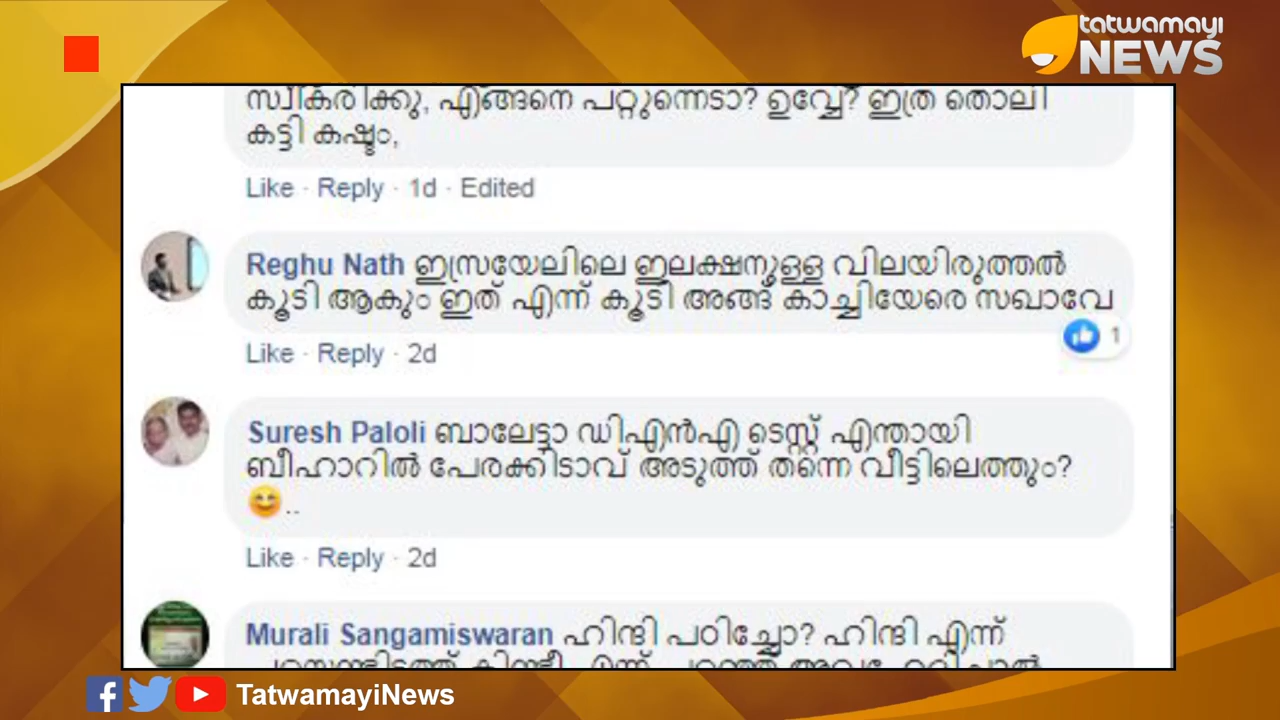 tatwamayi
NEWS
സ്വീകരിക്കു, എങ്ങനെ പറ്റുന്നെടാ? ഉവ്വേ? ഇത്ര തൊലി
കട്ടി കഷ്ടം,
Like · Reply · 1d · Edited
Reghu Nath ഇസ്രയേലിലെ ഇലക്ഷനുള്ള വിലയിരുത്തൽ
കൂടി ആകും ഇത് എന്ന് കൂടി അങ്ങ് കാച്ചിയേരെ സഖാവേ
1
Like · Reply · 2d
Suresh Paloli ബാലേട്ടാ ഡിഎൻഎ ടെസ്റ്റ് എന്തായി
ബീഹാറിൽ പേരക്കിടാവ് അടുത്ത് തന്നെ വീട്ടിലെത്തും?
😊..
Like · Reply · 2d
Murali Sangamiswaran ഹിന്ദി പഠിച്ചോ? ഹിന്ദി എന്ന്
TatwamayiNews